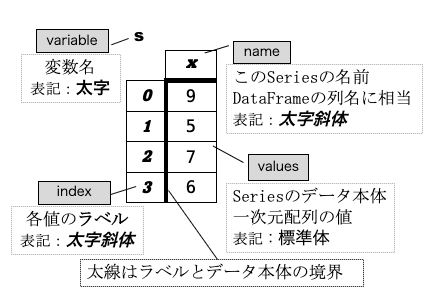 variable
s
変数名
表記：太字
name
このSeriesの名前
DataFrameの列名に相当
表記：太字斜体
x
0 9
1 5
2 7
3 6
values
Seriesのデータ本体
一次元配列の値
表記：標準体
index
各値のラベル
表記：太字斜体
太線はラベルとデータ本体の境界